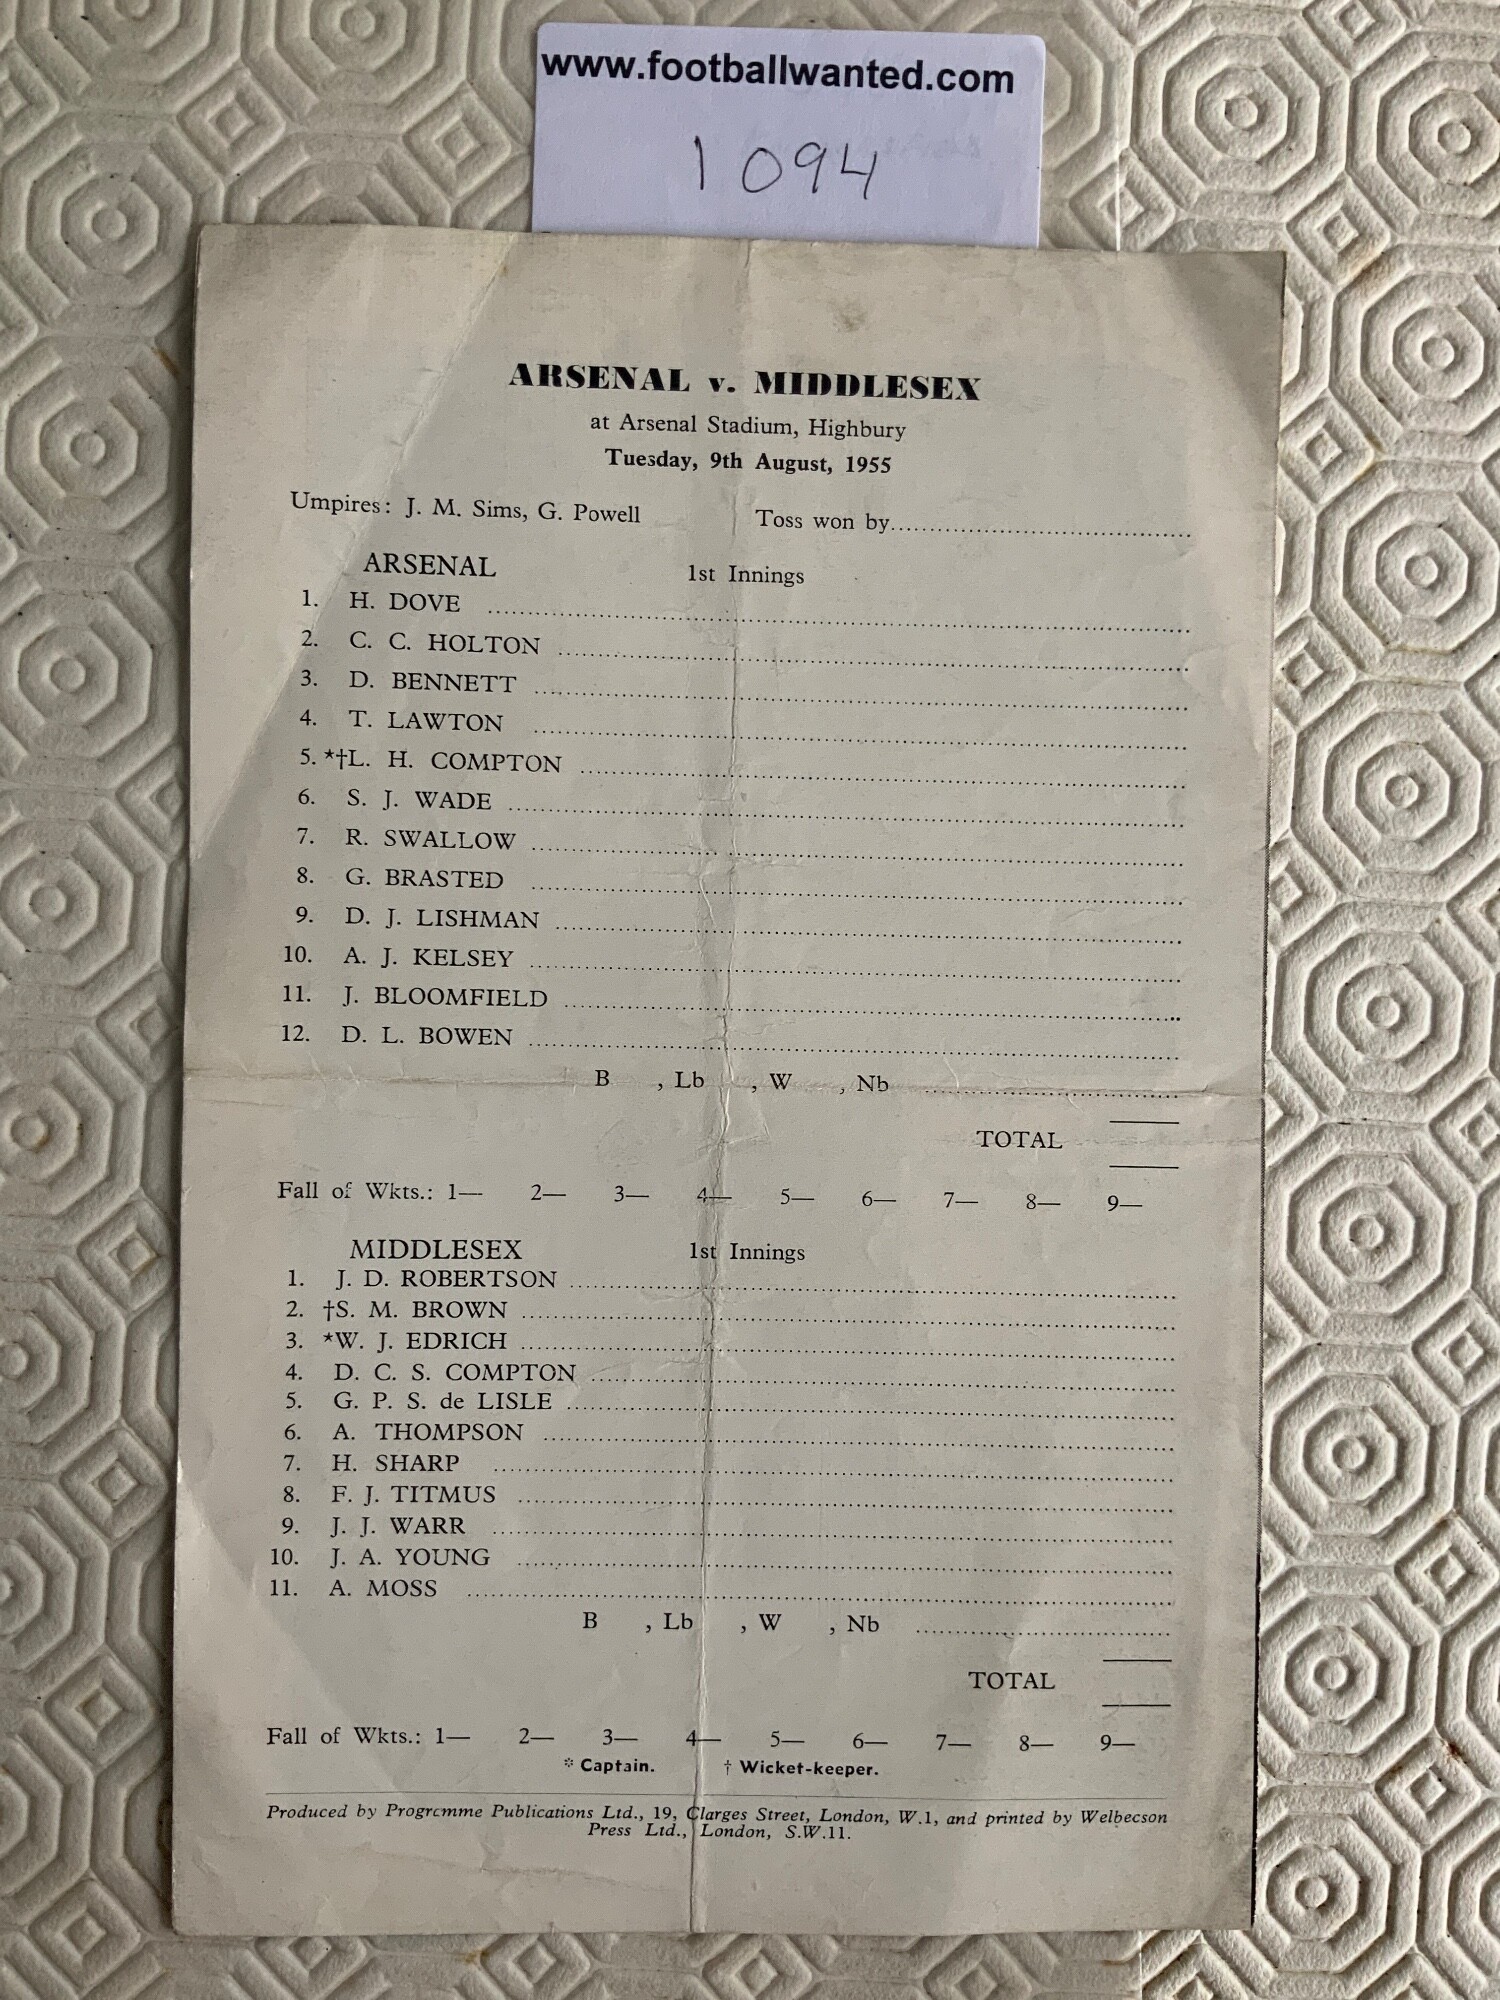 www.footballwanted.com
1094
ARSENAL v. MIDDLESEX
at Arsenal Stadium, Highbury
Tuesday, 9th August, 1955
Umpires: J. M. Sims, G. Powell Toss won by
ARSENAL 1st Innings
1. H. DOVE
2. C. C. HOLTON
3. D. BENNETT
4. T. LAWTON
5. *†L. H. COMPTON
6. S. J. WADE
7. R. SWALLOW
8. G. BRASTED
9. D. J. LISHMAN
10. A. J. KELSEY
11. J. BLOOMFIELD
12. D. L. BOWEN
B , Lb , W , Nb
TOTAL
Fall of Wkts.: 1— 2— 3— 4— 5— 6— 7— 8— 9—
MIDDLESEX 1st Innings
1. J. D. ROBERTSON
2. †S. M. BROWN
3. *W. J. EDRICH
4. D. C. S. COMPTON
5. G. P. S. de LISLE
6. A. THOMPSON
7. H. SHARP
8. F. J. TITMUS
9. J. J. WARR
10. J. A. YOUNG
11. A. MOSS
B , Lb , W , Nb
TOTAL
Fall of Wkts.: 1— 2— 3— 4— 5— 6— 7— 8— 9—
* Captain. † Wicket-keeper.
Produced by Programme Publications Ltd., 19, Clarges Street, London, W.1, and printed by Welbecson
Press Ltd., London, S.W.11.